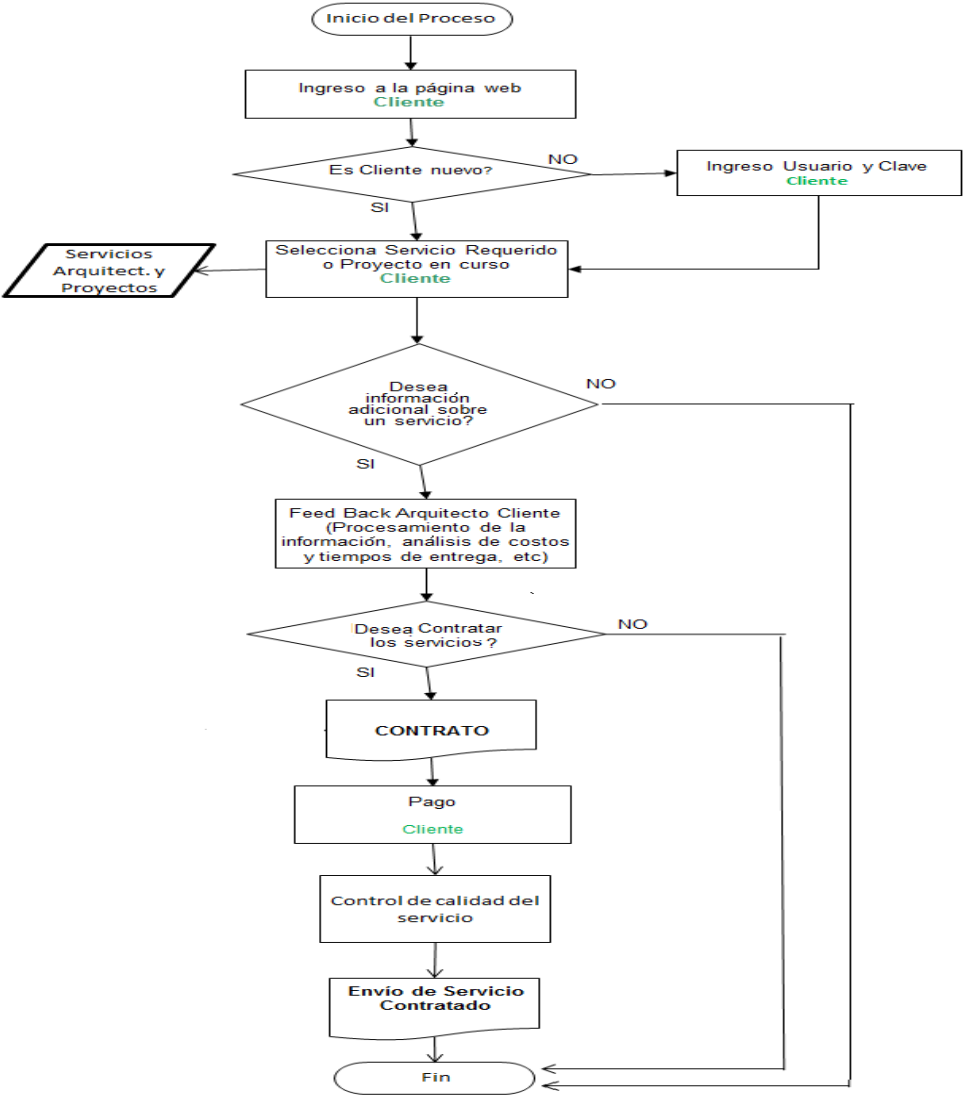 Inicio del Proceso
Ingreso a la página web
Cliente
Es Cliente nuevo?
NO
Ingreso Usuario y Clave
Cliente
SI
Selecciona Servicio Requerido
o Proyecto en curso
Cliente
Servicios
Arquitect. y
Proyectos
Desea
información
adicional sobre
un servicio?
NO
SI
Feed Back Arquitecto Cliente
(Procesamiento de la
información, análisis de costos
y tiempos de entrega, etc)
Desea Contratar
los servicios?
NO
SI
CONTRATO
Pago
Cliente
Control de calidad del
servicio
Envío de Servicio
Contratado
Fin